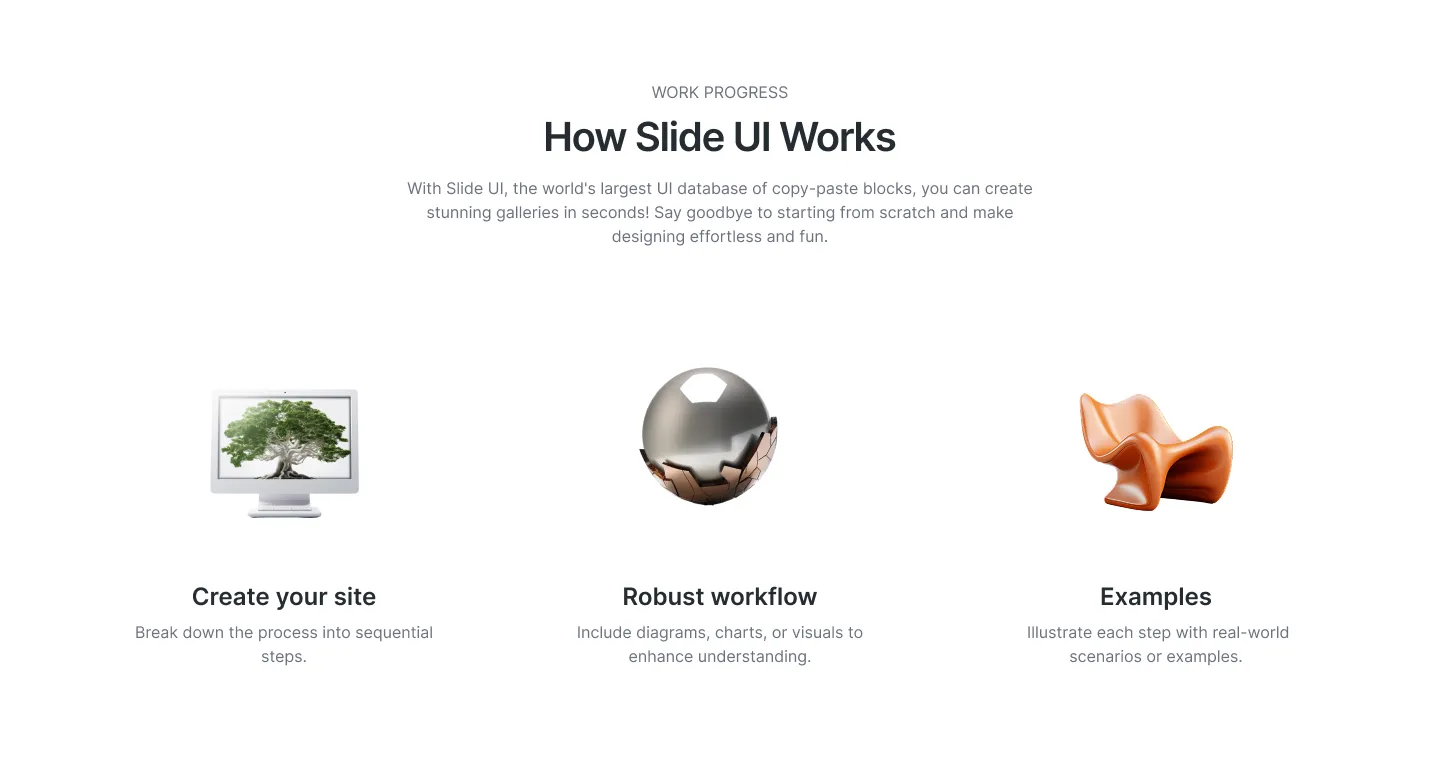 WORK PROGRESS
How Slide UI Works
With Slide UI, the world's largest UI database of copy-paste blocks, you can create
stunning galleries in seconds! Say goodbye to starting from scratch and make
designing effortless and fun.
Create your site
Break down the process into sequential
steps.
Robust workflow
Include diagrams, charts, or visuals to
enhance understanding.
Examples
Illustrate each step with real-world
scenarios or examples.